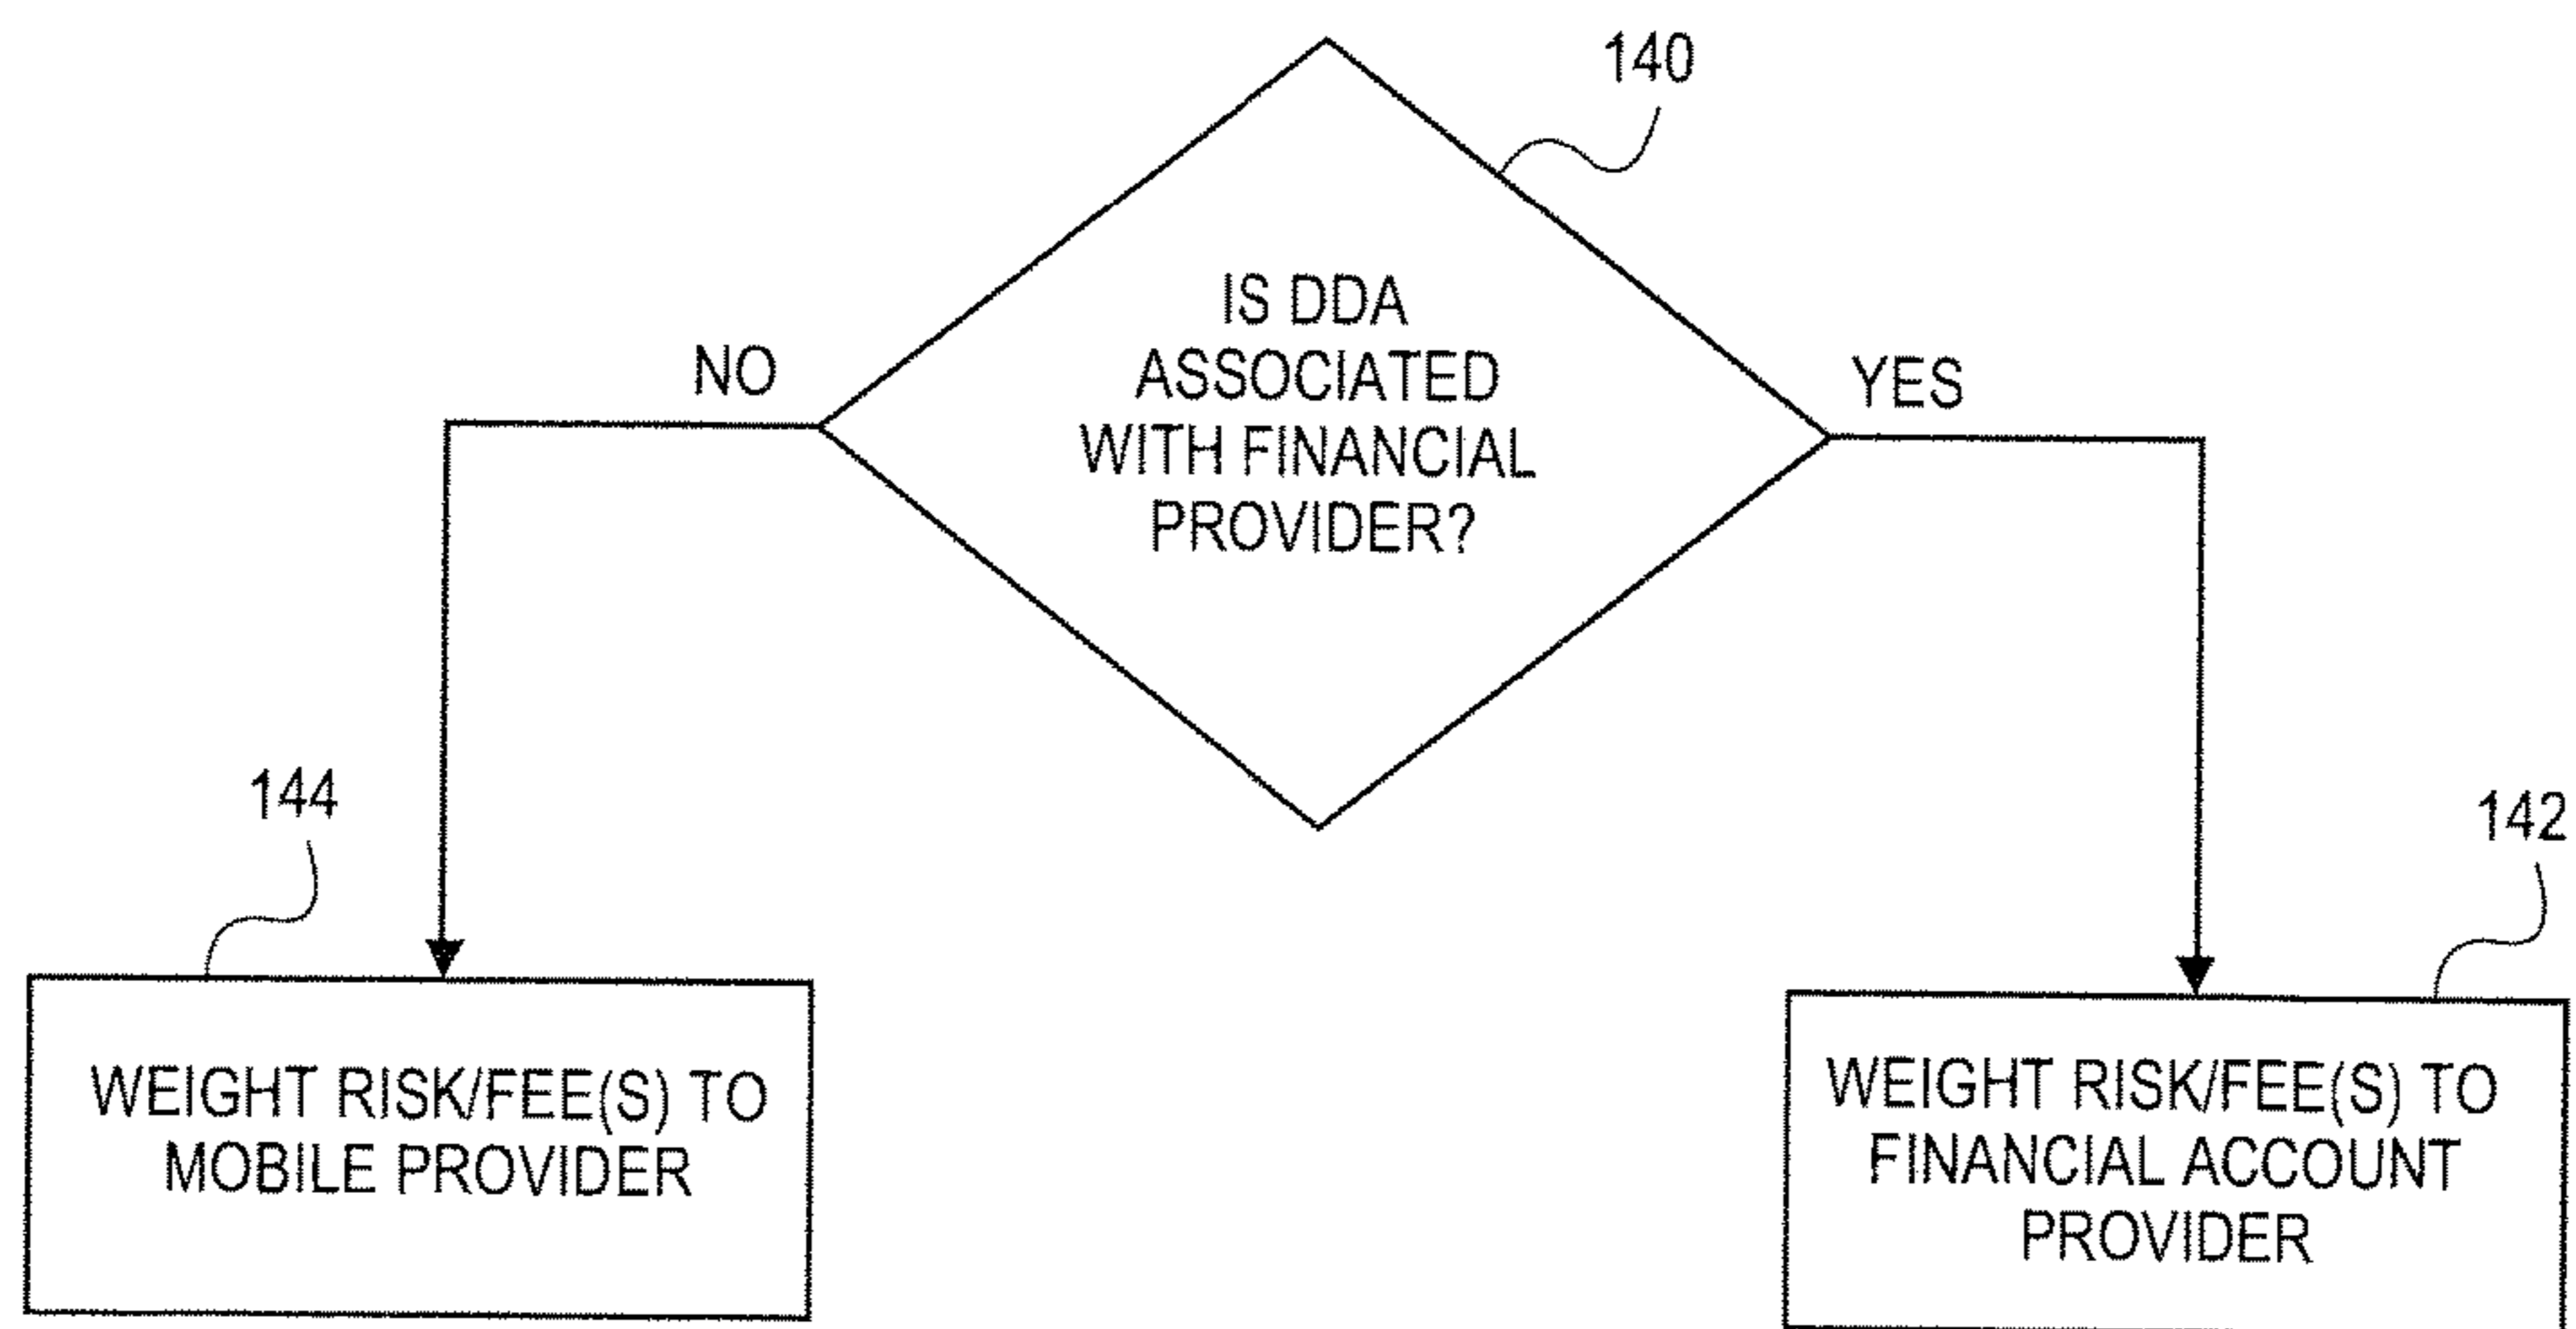 140
IS DDA
ASSOCIATED
WITH FINANCIAL
PROVIDER?
NO
YES
144
142
WEIGHT RISK/FEE(S) TO
MOBILE PROVIDER
WEIGHT RISK/FEE(S) TO
FINANCIAL ACCOUNT
PROVIDER